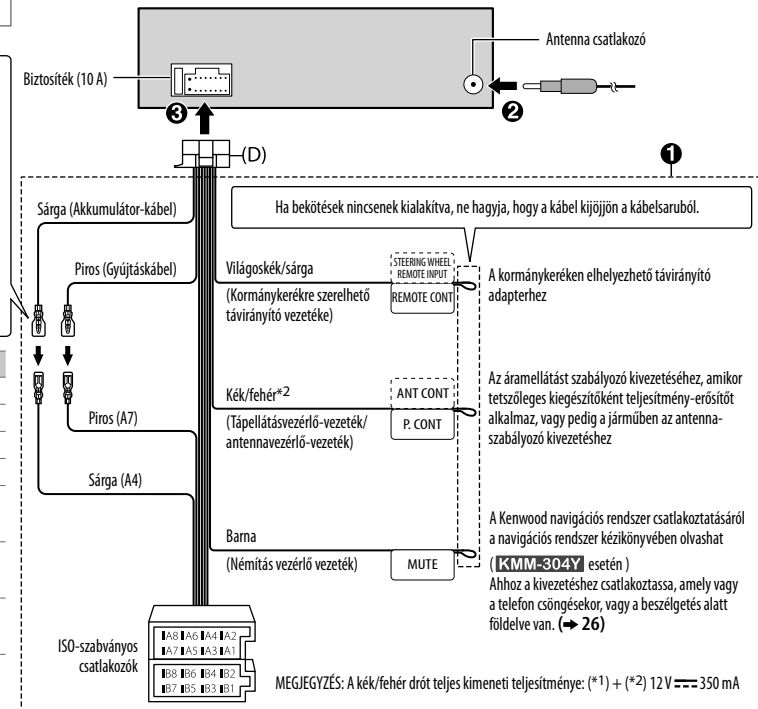 Antenna csatlakozó
Biztosíték (10 A)
❸
❷
(D)
❶
Sárga (Akkumulátor-kábel)
Ha bekötések nincsenek kialakítva, ne hagyja, hogy a kábel kijöjjön a kábelsaruból.
Piros (Gyújtáskábel)
Világoskék/sárga
(Kormánykerékre szerelhető
távirányító vezetéke)
STEERING WHEEL
REMOTE INPUT
REMOTE CONT
A kormánykeréken elhelyezhető távirányító
adapterhez
Kék/fehér*2
(Tápellátásvezérlő-vezeték/
antennavezérlő-vezeték)
ANT CONT
P. CONT
Az áramellátást szabályozó kivezetéséhez, amikor
tetszőleges kiegészítőként teljesítmény-erősítőt
alkalmaz, vagy pedig a járműben az antenna-
szabályozó kivezetéshez
Piros (A7)
Sárga (A4)
Barna
(Némítás vezérlő vezeték)
MUTE
A Kenwood navigációs rendszer csatlakoztatásáról
a navigációs rendszer kézikönyvében olvashat
( KMM-304Y esetén )
Ahhoz a kivezetéshez csatlakoztassa, amely vagy
a telefon csöngésekor, vagy a beszélgetés alatt
földelve van. (➜ 26)
ISO-szabványos
csatlakozók
A8 A6 A4 A2
A7 A5 A3 A1
B8 B6 B4 B2
B7 B5 B3 B1
MEGJEGYZÉS: A kék/fehér drót teljes kimeneti teljesítménye: (*1) + (*2) 12 V ⎓ 350 mA